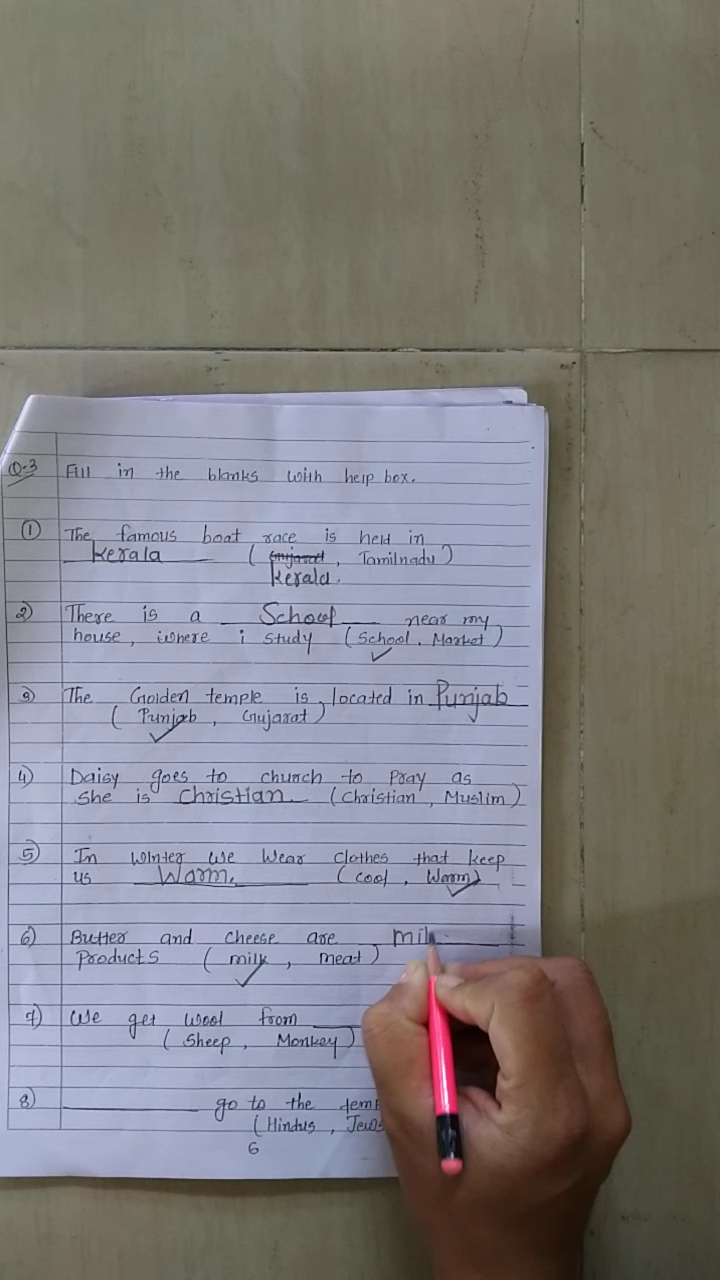 Q-3 Fill in the blanks with help box.
① The famous boat race is held in
Kerala ( Gujarat , Tamilnadu )
Kerala.
2) There is a School near my
house, where i study ( School , Market )
3) The Golden temple is located in Punjab
( Punjab , Gujarat )
4) Daisy goes to church to pray as
She is Christian. ( Christian , Muslim )
5) In winter we wear clothes that keep
us Warm. ( cool , Warm )
6) Butter and cheese are mil
products ( milk , meat )
7) We get wool from
( Sheep , Monkey )
8) go to the
( Hindus , Jews
6